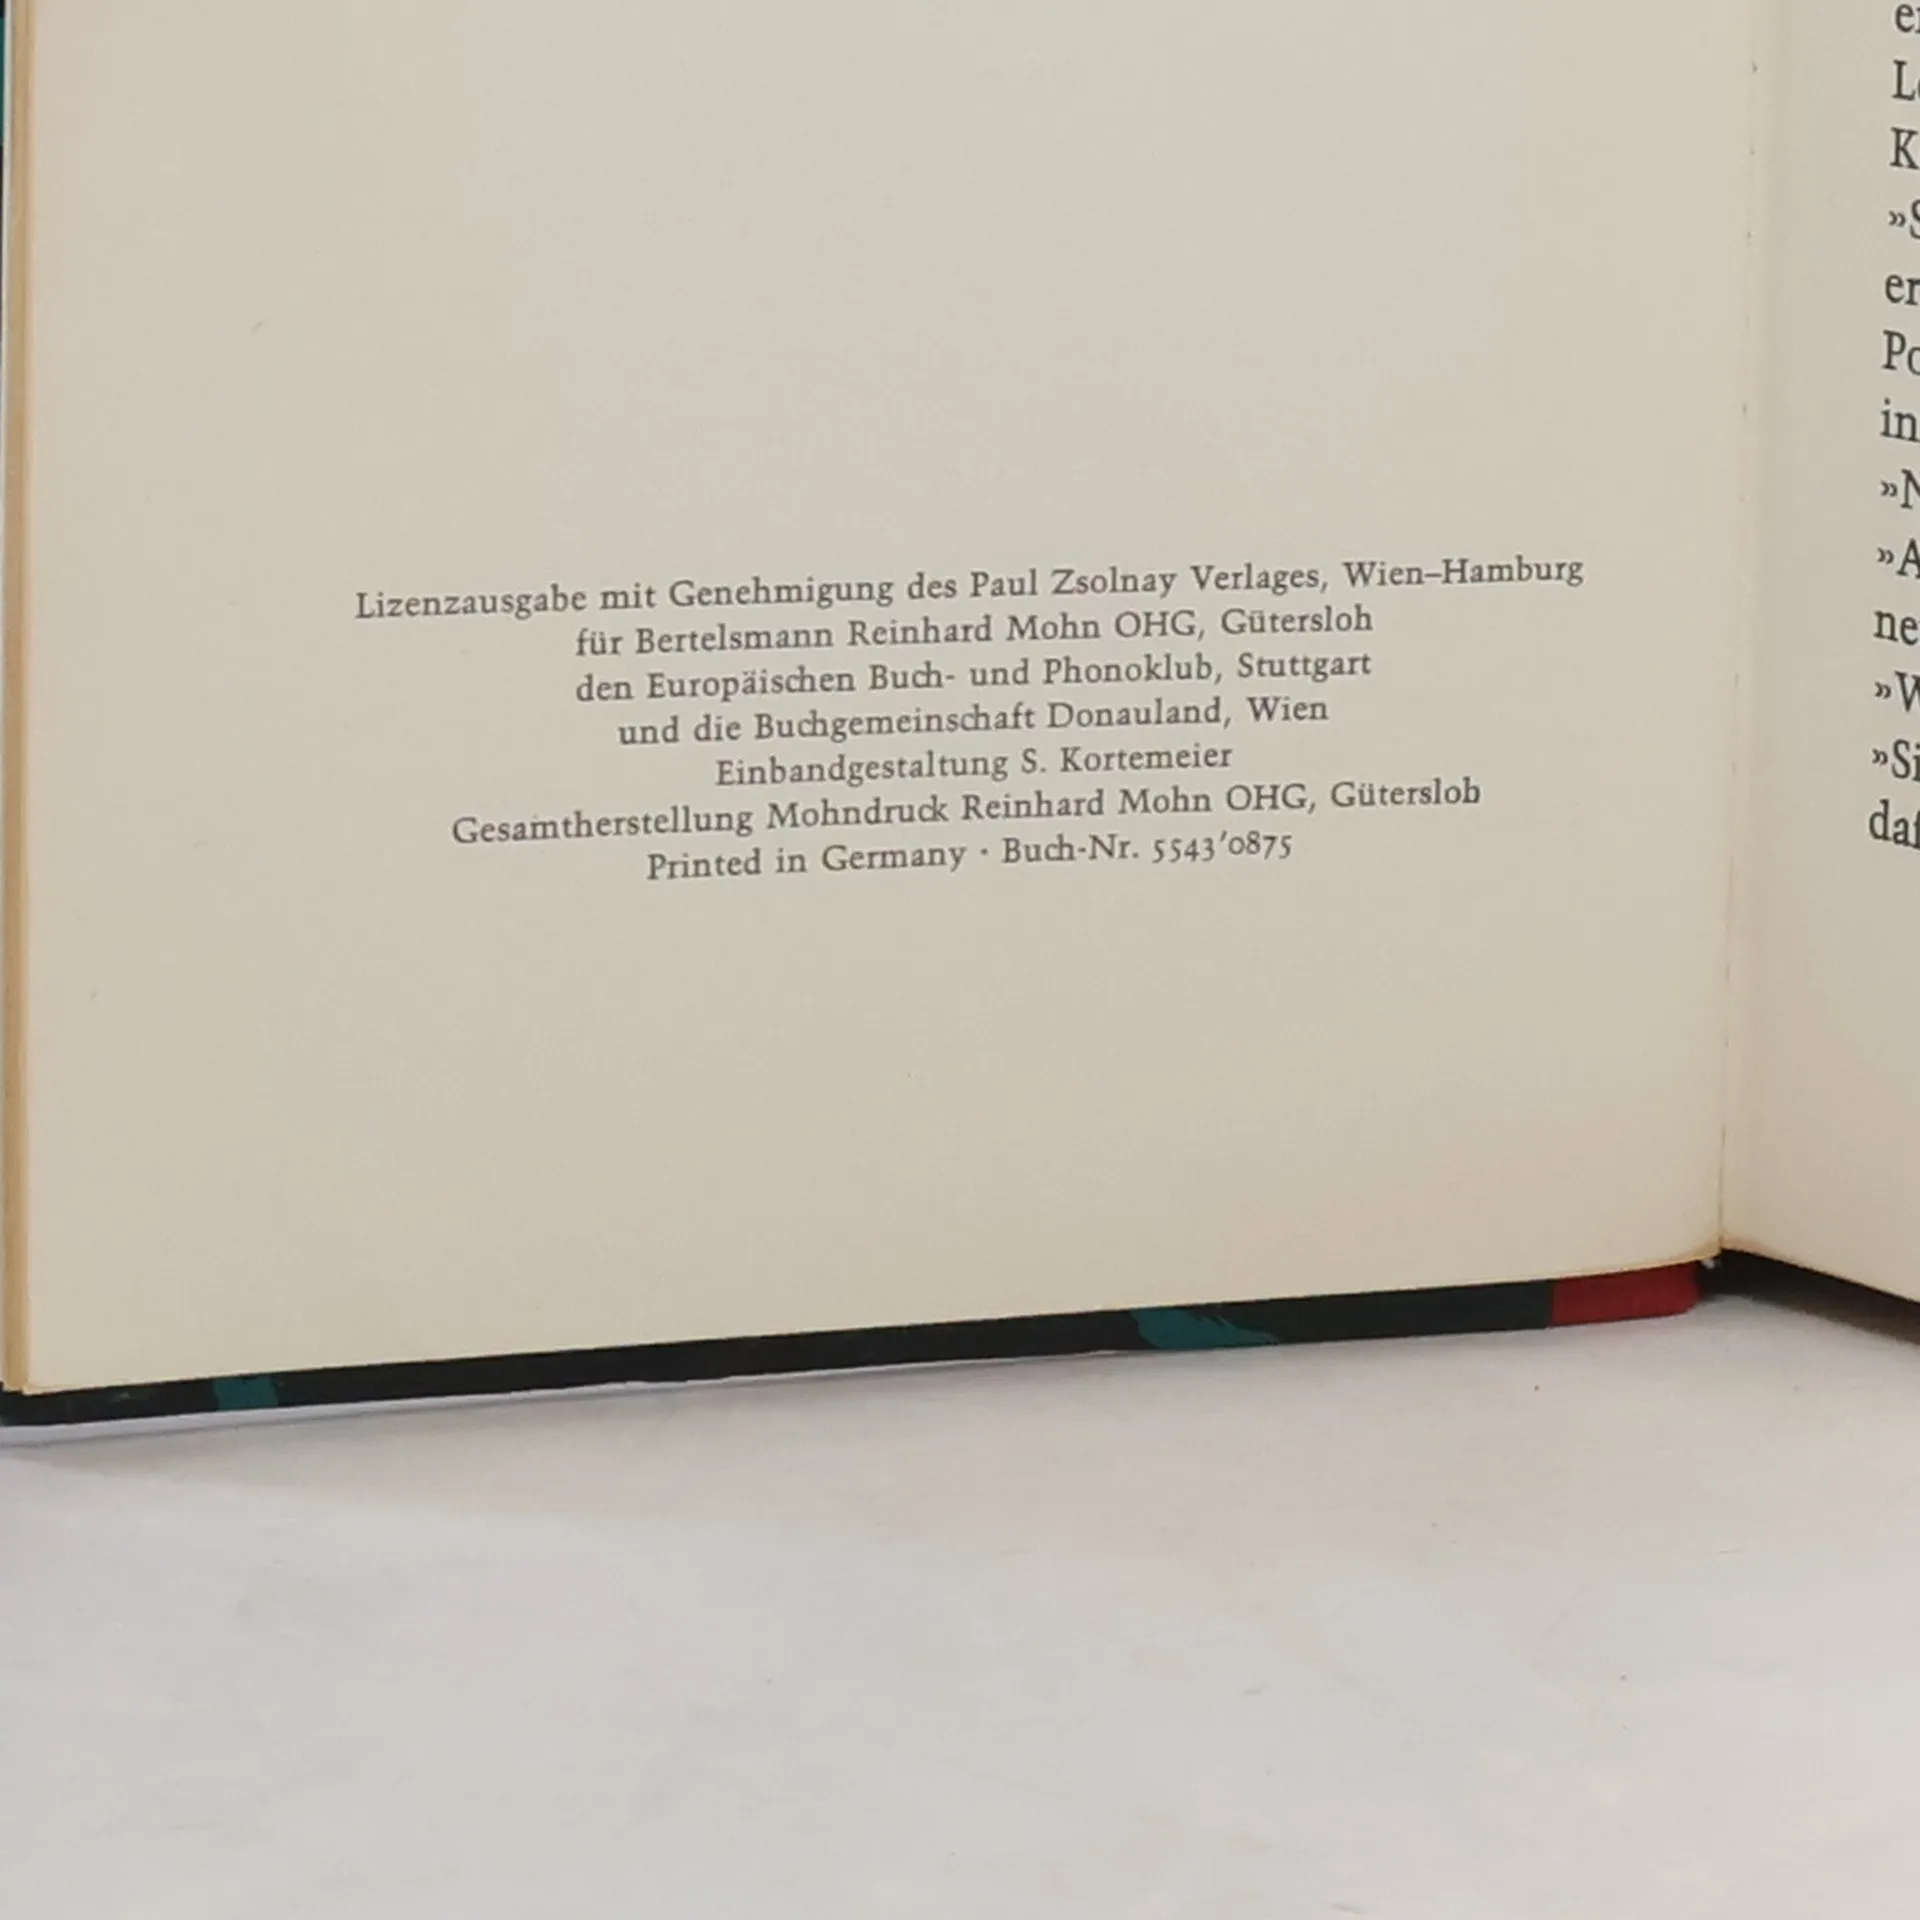 Lizenzausgabe mit Genehmigung des Paul Zsolnay Verlages, Wien–Hamburg
für Bertelsmann Reinhard Mohn OHG, Gütersloh
den Europäischen Buch- und Phonoklub, Stuttgart
und die Buchgemeinschaft Donauland, Wien
Einbandgestaltung S. Kortemeier
Gesamtherstellung Mohndruck Reinhard Mohn OHG, Gütersloh
Printed in Germany · Buch-Nr. 5543'0875